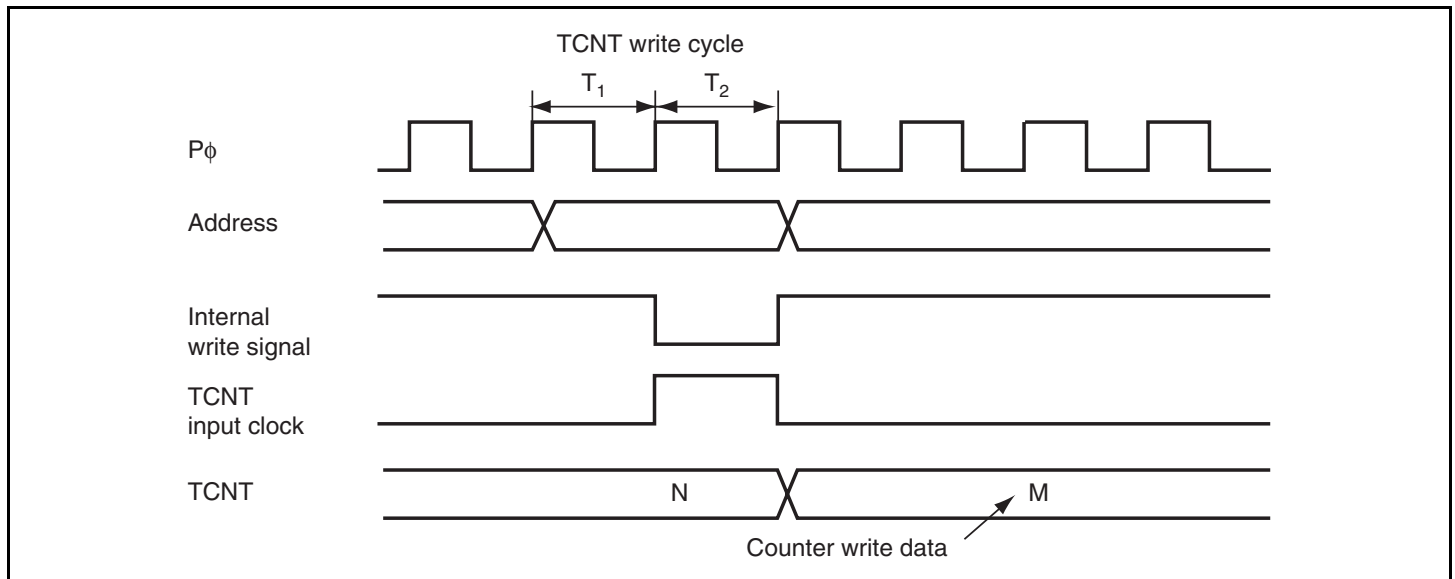 TCNT write cycle
T1 T2
Pφ
Address
Internal
write signal
TCNT
input clock
TCNT N M
Counter write data